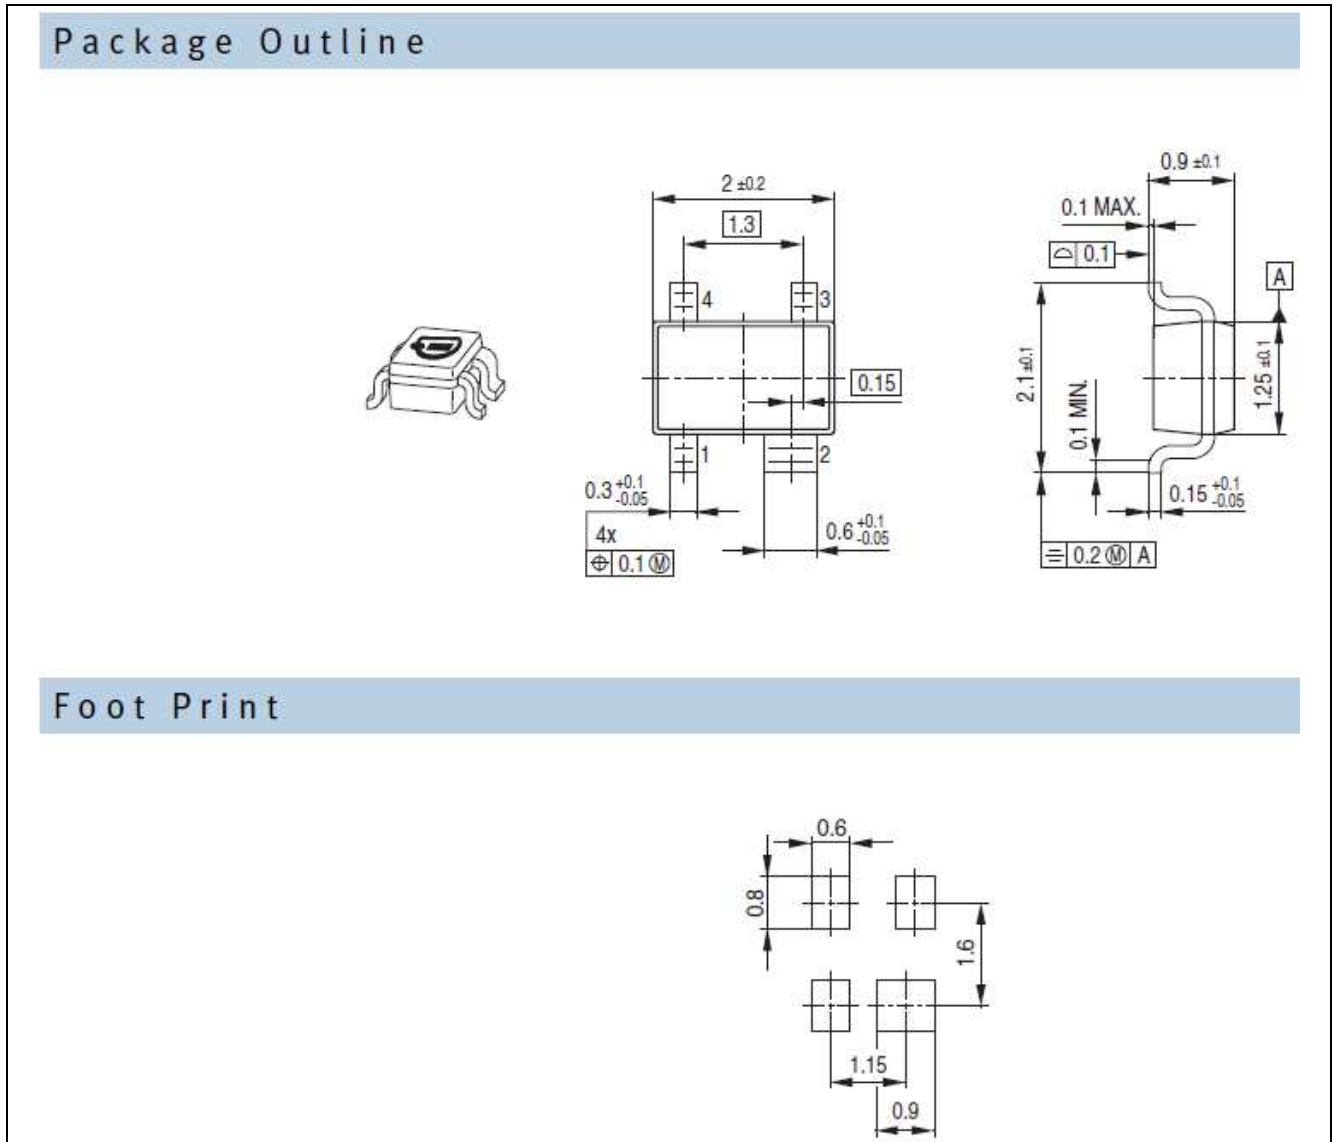 Package Outline
2 ±0.2
1.3
4
3
0.15
1
2
0.3 +0.1 -0.05
4x
0.1 Ⓜ
0.6 +0.1 -0.05
0.9 ±0.1
0.1 MAX.
0.1
A
2.1 ±0.1
0.1 MIN.
1.25 ±0.1
0.15 +0.1 -0.05
0.2 Ⓜ A
Foot Print
0.6
0.8
1.6
1.15
0.9